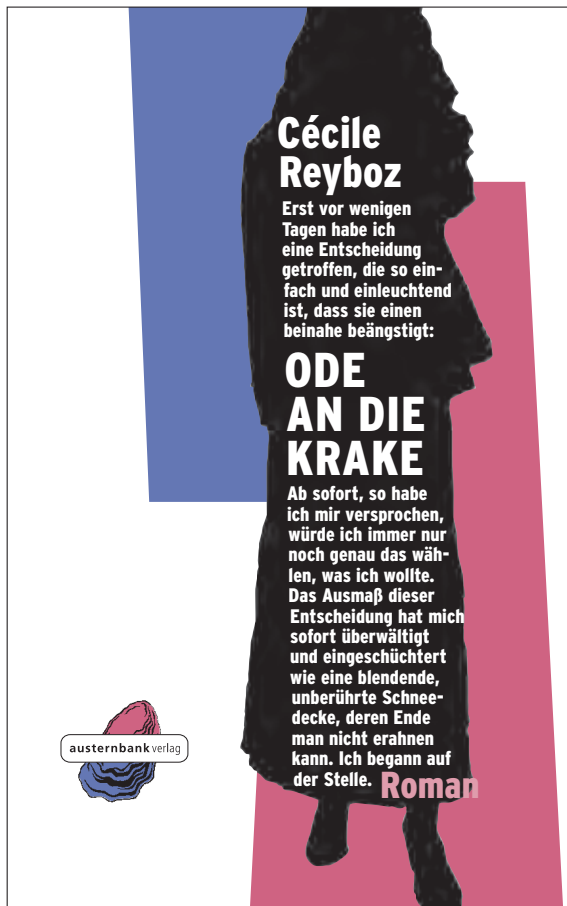 Cécile
Reyboz
Erst vor wenigen
Tagen habe ich
eine Entscheidung
getroffen, die so ein-
fach und einleuchtend
ist, dass sie einen
beinahe beängstigt:
ODE
AN DIE
KRAKE
Ab sofort, so habe
ich mir versprochen,
würde ich immer nur
noch genau das wäh-
len, was ich wollte.
Das Ausmaß dieser
Entscheidung hat mich
sofort überwältigt
und eingeschüchtert
wie eine blendende,
unberührte Schnee-
decke, deren Ende
man nicht erahnen
kann. Ich begann auf
der Stelle. Roman
austernbank verlag